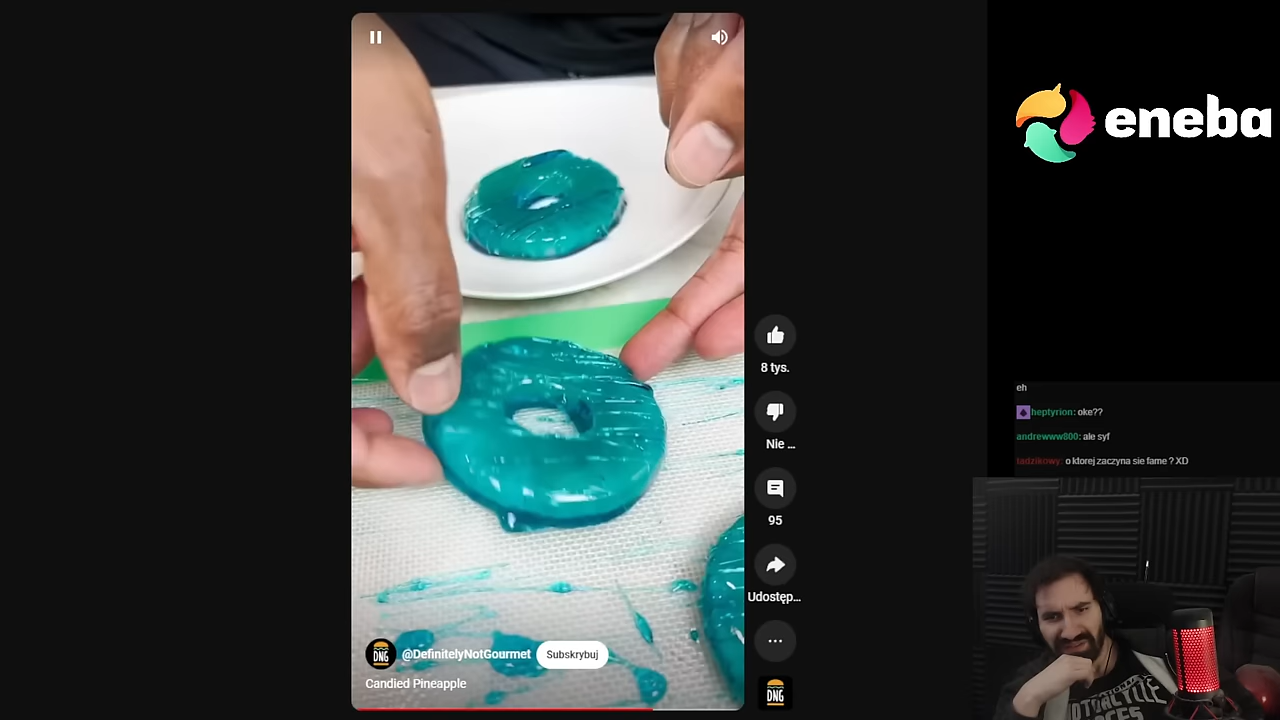 eneba
eh
heptyrion: oke??
andrewww800: ale syf
tadzikowy: o ktorej zaczyna sie fame ? XD
8 tys.
Nie ...
95
Udostęp...
DNG
@DefinitelyNotGourmet
Subskrybuj
Candied Pineapple
DNG